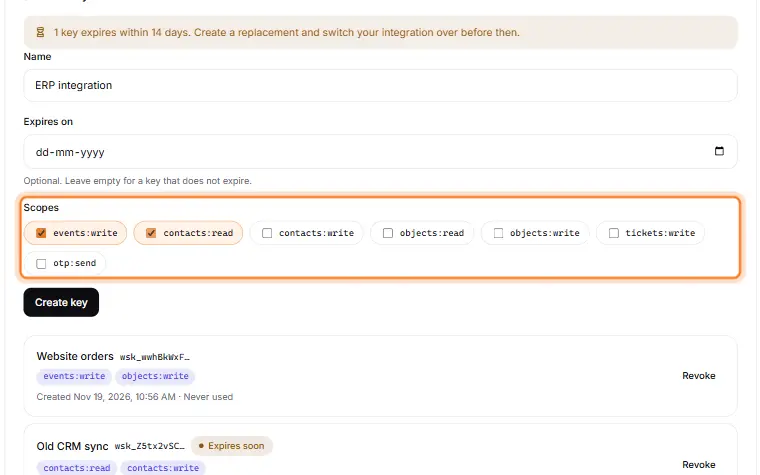 1 key expires within 14 days. Create a replacement and switch your integration over before then.
Name
ERP integration
Expires on
dd-mm-yyyy
Optional. Leave empty for a key that does not expire.
Scopes
events:write contacts:read contacts:write objects:read objects:write tickets:write
otp:send
Create key
Website orders wsk_wwhBkWxF…
events:write objects:write
Revoke
Created Nov 19, 2026, 10:56 AM · Never used
Old CRM sync wsk_Z5tx2vSC… Expires soon
Revoke
contacts:read contacts:write